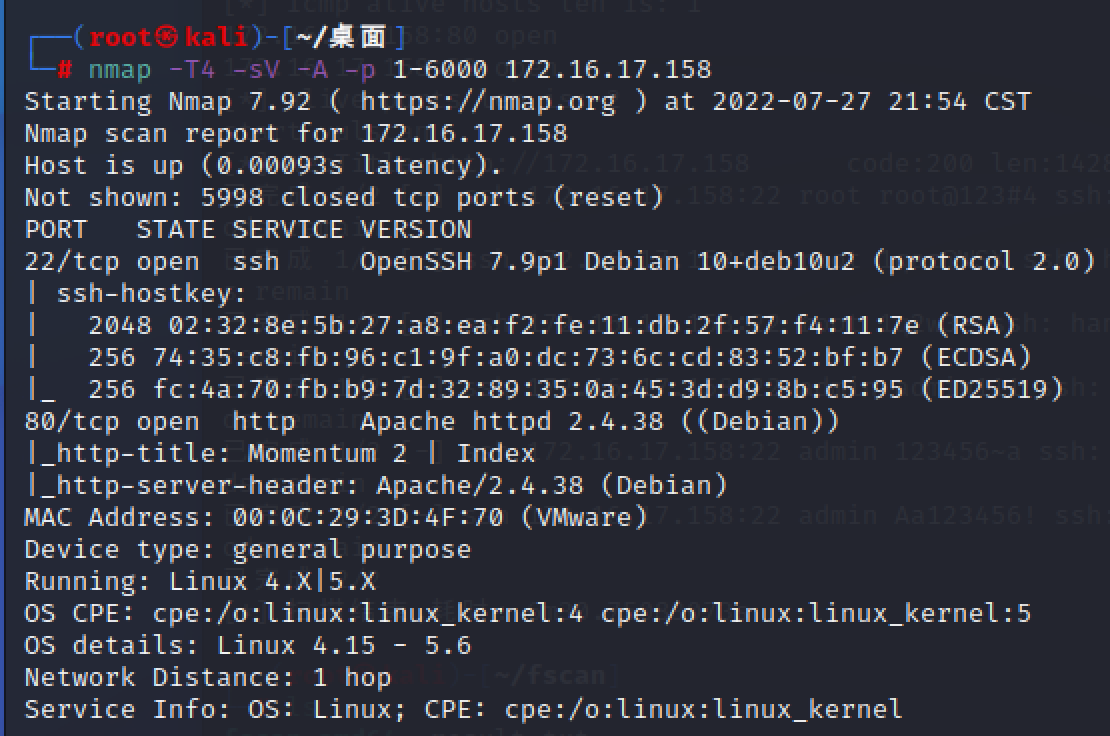 ┌──(root㉿kali)-[~/桌面]
└─# nmap -T4 -sV -A -p 1-6000 172.16.17.158
Starting Nmap 7.92 ( https://nmap.org ) at 2022-07-27 21:54 CST
Nmap scan report for 172.16.17.158
Host is up (0.00093s latency).
Not shown: 5998 closed tcp ports (reset)
PORT   STATE SERVICE VERSION
22/tcp open  ssh     OpenSSH 7.9p1 Debian 10+deb10u2 (protocol 2.0)
| ssh-hostkey:
|   2048 02:32:8e:5b:27:a8:ea:f2:fe:11:db:2f:57:f4:11:7e (RSA)
|   256 74:35:c8:fb:96:c1:9f:a0:dc:73:6c:cd:83:52:bf:b7 (ECDSA)
|_  256 fc:4a:70:fb:b9:7d:32:89:35:0a:45:3d:d9:8b:c5:95 (ED25519)
80/tcp open  http    Apache httpd 2.4.38 ((Debian))
|_http-title: Momentum 2 | Index
|_http-server-header: Apache/2.4.38 (Debian)
MAC Address: 00:0C:29:3D:4F:70 (VMware)
Device type: general purpose
Running: Linux 4.X|5.X
OS CPE: cpe:/o:linux:linux_kernel:4 cpe:/o:linux:linux_kernel:5
OS details: Linux 4.15 - 5.6
Network Distance: 1 hop
Service Info: OS: Linux; CPE: cpe:/o:linux:linux_kernel